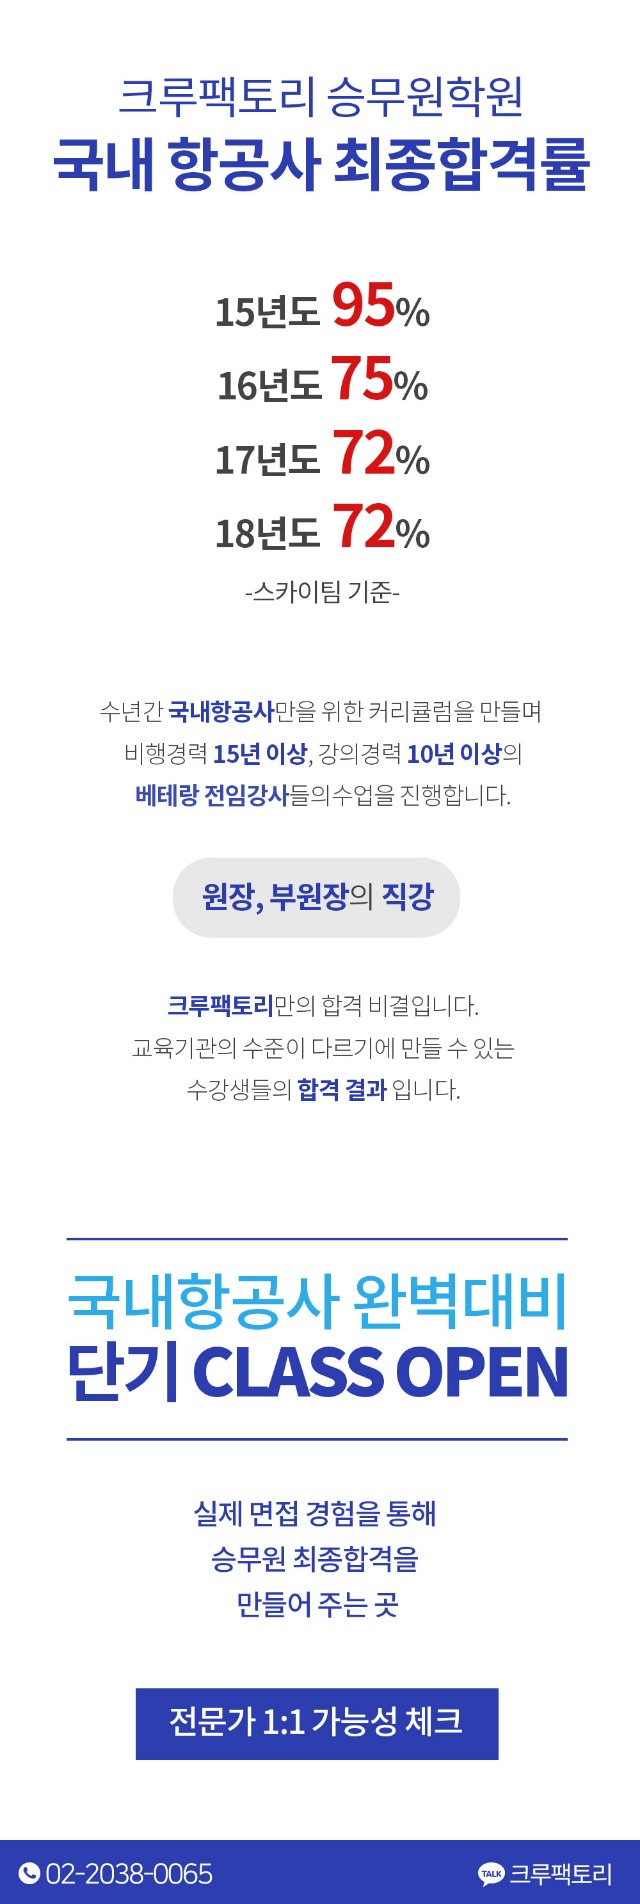 크루팩토리 승무원학원
국내 항공사 최종합격률
15년도 95%
16년도 75%
17년도 72%
18년도 72%
-스카이팀 기준-
수년간 국내항공사만을 위한 커리큘럼을 만들며
비행경력 15년 이상, 강의경력 10년 이상의
베테랑 전임강사들의수업을 진행합니다.
원장, 부원장의 직강
크루팩토리만의 합격 비결입니다.
교육기관의 수준이 다르기에 만들 수 있는
수강생들의 합격 결과 입니다.
국내항공사 완벽대비
단기 CLASS OPEN
실제 면접 경험을 통해
승무원 최종합격을
만들어 주는 곳
전문가 1:1 가능성 체크
02-2038-0065
TALK 크루팩토리